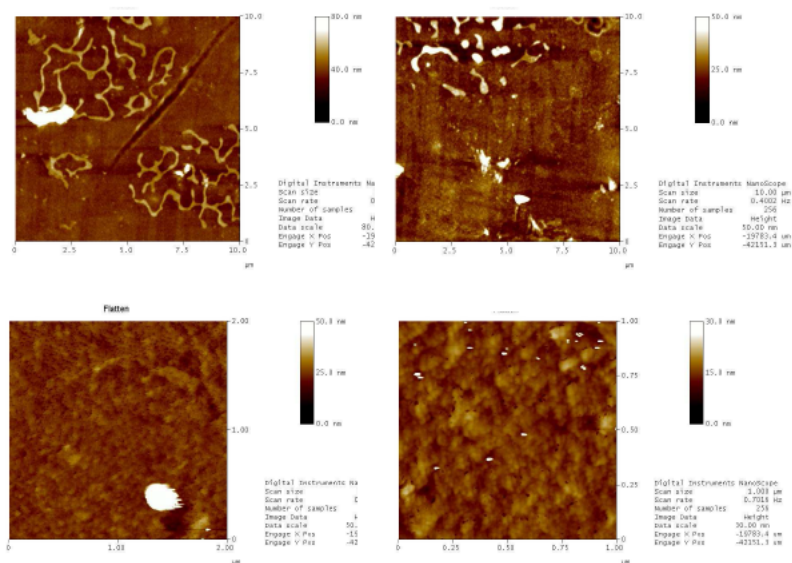 10.0
80.0 nm
7.5
40.0 nm
5.0
0.0 nm
2.5
Digital Instruments Na
Scan size
Scan rate 0
Number of samples
Image Data H
Data scale 80.
Engage X Pos -19
Engage Y Pos -42
0
0 2.5 5.0 7.5 10.0
μm
10.0
50.0 nm
7.5
25.0 nm
5.0
0.0 nm
2.5
Digital Instruments NanoScope
Scan size 10.00 μm
Scan rate 0.4002 Hz
Number of samples 256
Image Data Height
Data scale 50.00 nm
Engage X Pos -19783.4 um
Engage Y Pos -42151.3 um
0
0 2.5 5.0 7.5 10.0
μm
Flatten
2.00
50.0 nm
25.0 nm
1.00
0.0 nm
Digital Instruments Na
Scan size
Scan rate
Number of samples
Image Data
Data scale 50.
Engage X Pos
Engage Y Pos -42
0
0 1.00 2.00
μm
1.00
30.0 nm
0.75
15.0 nm
0.50
0.0 nm
0.25
Digital Instruments NanoScope
Scan size 1.000 μm
Scan rate Hz
Number of samples 256
Image Data Height
Data scale 30.00 nm
Engage X Pos -19783.4 um
Engage Y Pos -42151.3 um
0
0 0.25 0.50 0.75 1.00
μm